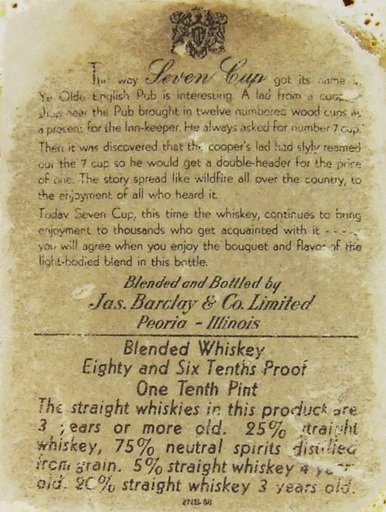 The way Seven Cup got its name in
Ye Olde English Pub is interesting. A lad from a cooper
shop near the Pub brought in twelve numbered wood cups as
a present for the Inn-keeper. He always asked for number 7 cup.
Then it was discovered that the cooper's lad had slyly reamed
out the 7 cup so he would get a double-header for the price
of one. The story spread like wildfire all over the country, to
the enjoyment of all who heard it.
Today Seven Cup, this time the whiskey, continues to bring
enjoyment to thousands who get acquainted with it - - - -
you will agree when you enjoy the bouquet and flavor of the
light-bodied blend in this bottle.
Blended and Bottled by
Jas. Barclay & Co. Limited
Peoria - Illinois
Blended Whiskey
Eighty and Six Tenths Proof
One Tenth Pint
The straight whiskies in this product are
3 years or more old. 25% straight
whiskey, 75% neutral spirits distilled
from grain. 5% straight whiskey 4 years
old. 20% straight whiskey 3 years old.
2NB-58